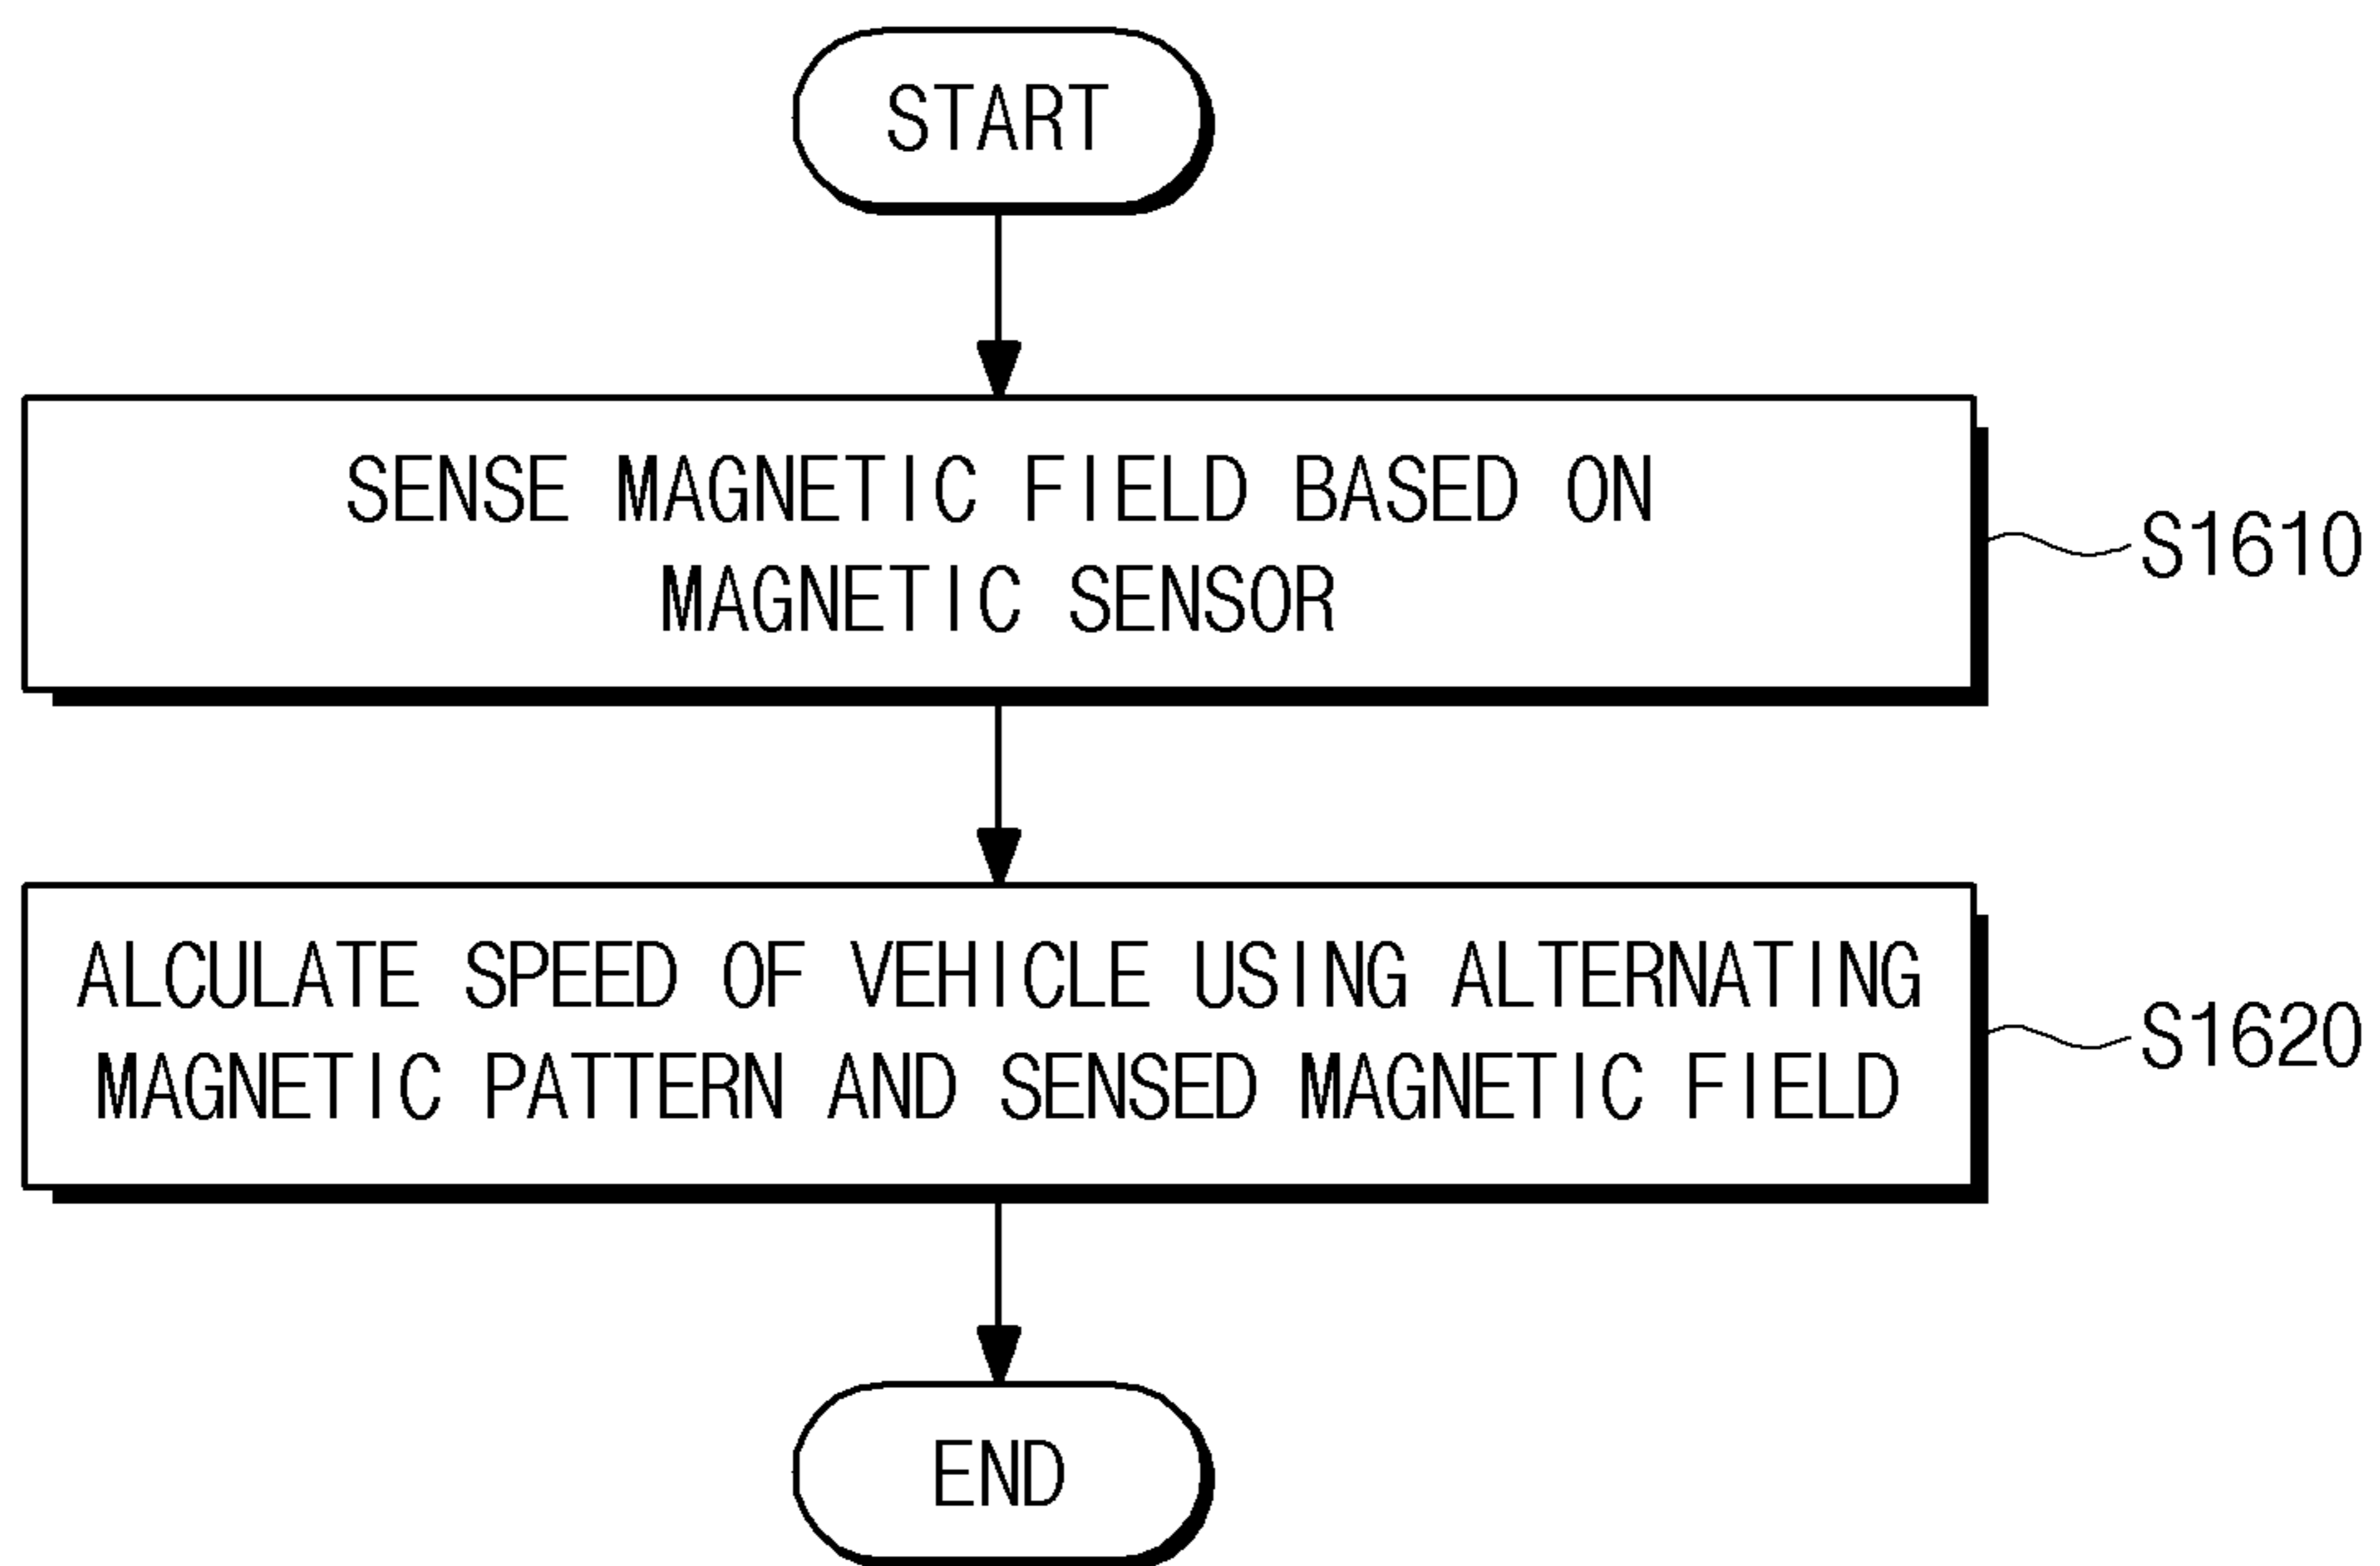 START
SENSE MAGNETIC FIELD BASED ON
MAGNETIC SENSOR
S1610
ALCULATE SPEED OF VEHICLE USING ALTERNATING
MAGNETIC PATTERN AND SENSED MAGNETIC FIELD
S1620
END